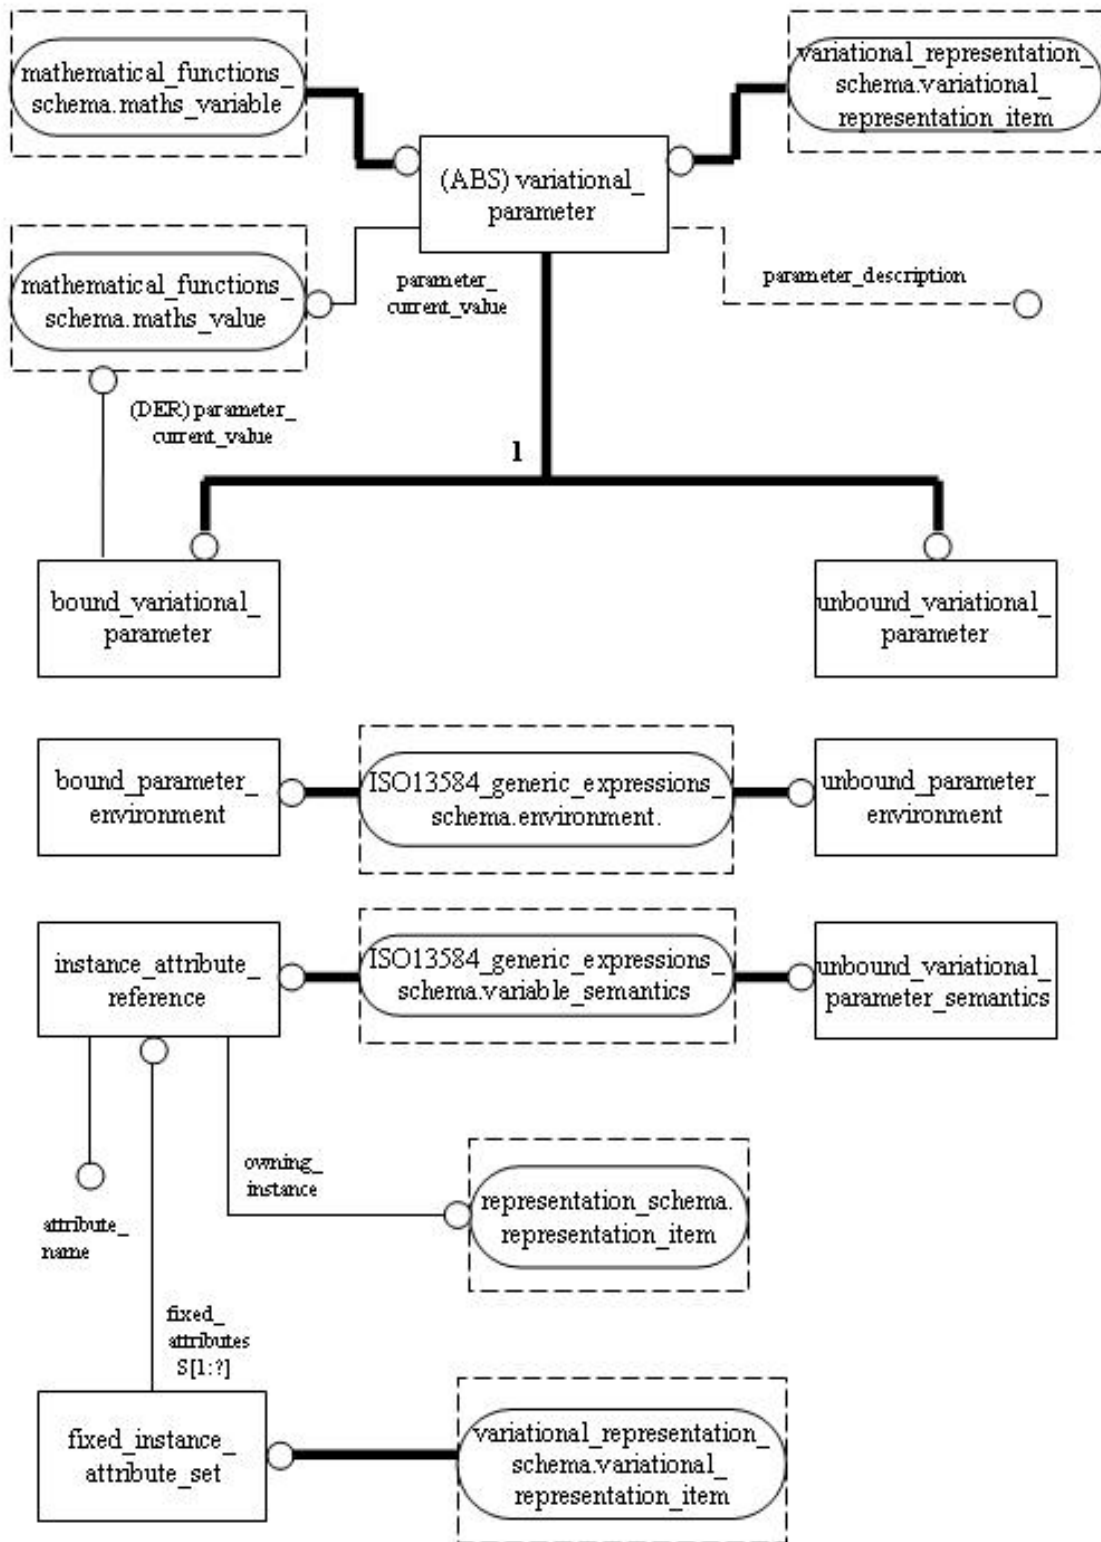 mathematical_functions_
schema.maths_variable
variational_representation_
schema.variational_
representation_item
(ABS) variational_
parameter
mathematical_functions_
schema.maths_value
parameter_
current_value
parameter_description
(DER) parameter_
current_value
1
bound_variational_
parameter
unbound_variational_
parameter
bound_parameter_
environment
ISO13584_generic_expressions_
schema.environment.
unbound_parameter_
environment
instance_attribute_
reference
ISO13584_generic_expressions_
schema.variable_semantics
unbound_variational_
parameter_semantics
owning_
instance
attribute_
name
representation_schema.
representation_item
fixed_
attributes
S[1:?]
fixed_instance_
attribute_set
variational_representation_
schema.variational_
representation_item